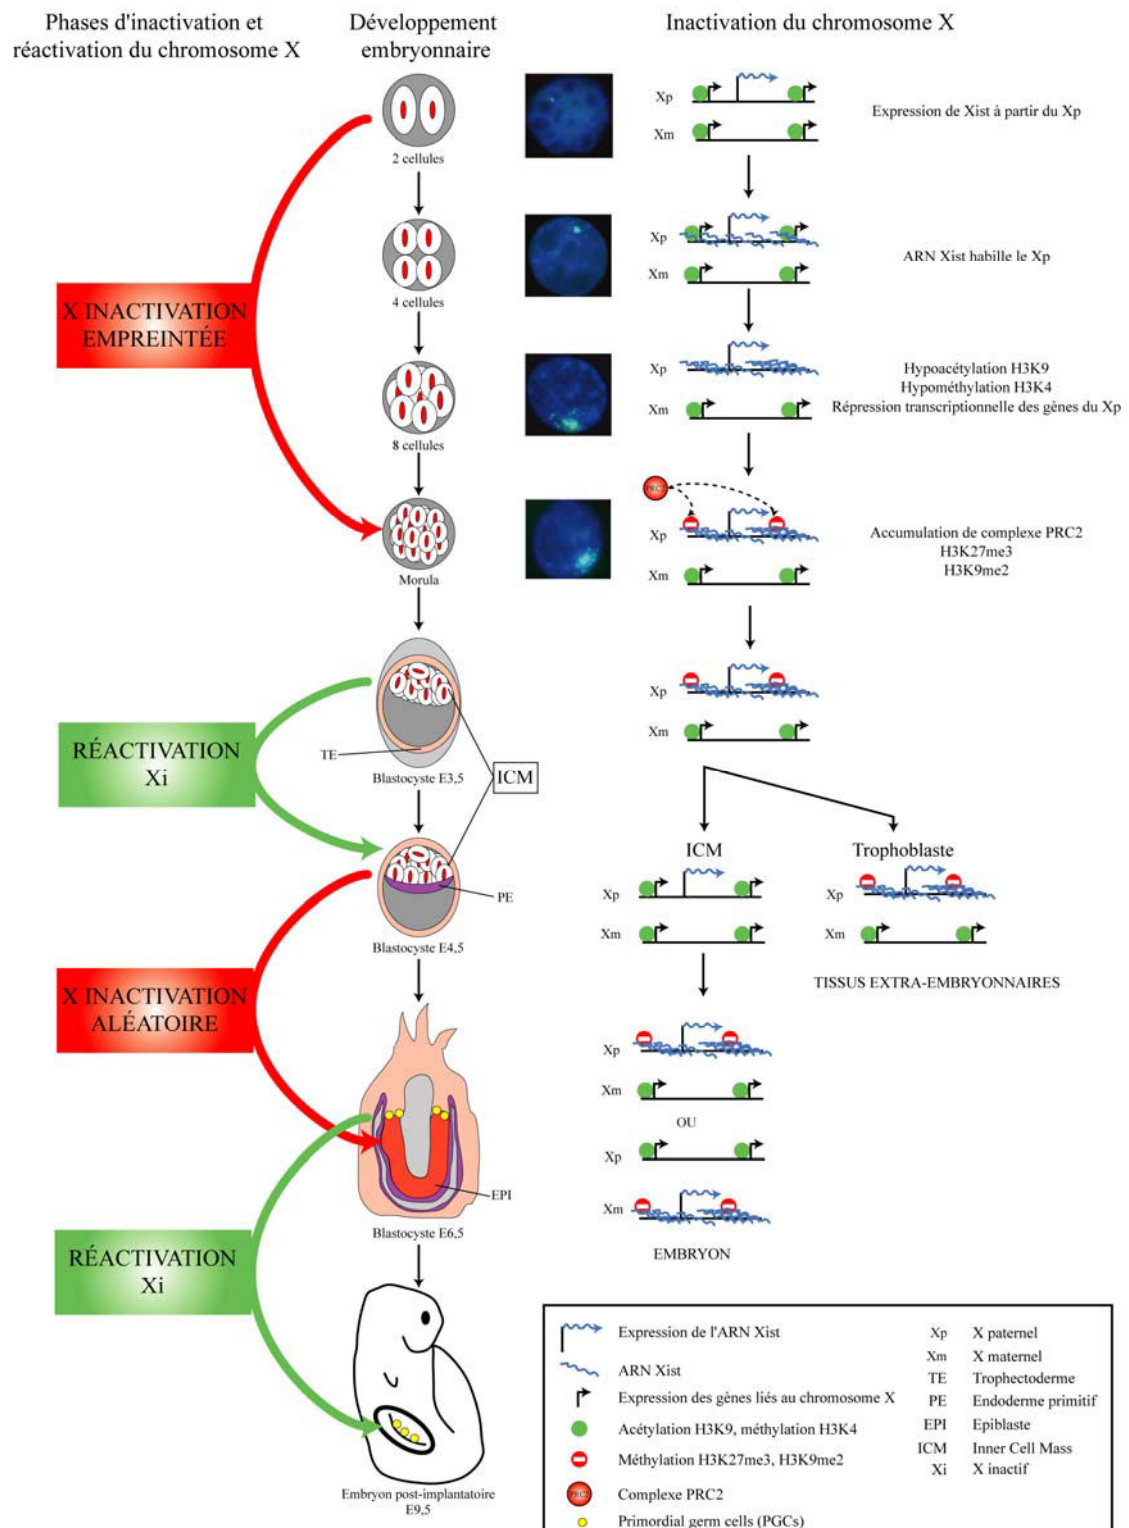 Phases d'inactivation et
réactivation du chromosome X
Développement
embryonnaire
Inactivation du chromosome X
2 cellules
4 cellules
8 cellules
Morula
TE
Blastocyste E3,5
ICM
PE
Blastocyste E4,5
EPI
Blastocyste E6,5
Embryon post-implantatoire
E9,5
X INACTIVATION
EMPREINTÉE
RÉACTIVATION
Xi
X INACTIVATION
ALÉATOIRE
RÉACTIVATION
Xi
Xp
Xm
Expression de Xist à partir du Xp
Xp
Xm
ARN Xist habille le Xp
Xp
Xm
Hypoacétylation H3K9
Hypométhylation H3K4
Répression transcriptionnelle des gènes du Xp
PRC2
Xp
Xm
Accumulation de complexe PRC2
H3K27me3
H3K9me2
Xp
Xm
ICM
Xp
Xm
Trophoblaste
Xp
Xm
TISSUS EXTRA-EMBRYONNAIRES
Xp
Xm
OU
Xp
Xm
EMBRYON
Expression de l'ARN Xist
ARN Xist
Expression des gènes liés au chromosome X
Acétylation H3K9, méthylation H3K4
Méthylation H3K27me3, H3K9me2
PRC2 Complexe PRC2
Primordial germ cells (PGCs)
Xp X paternel
Xm X maternel
TE Trophectoderme
PE Endoderme primitif
EPI Epiblaste
ICM Inner Cell Mass
Xi X inactif